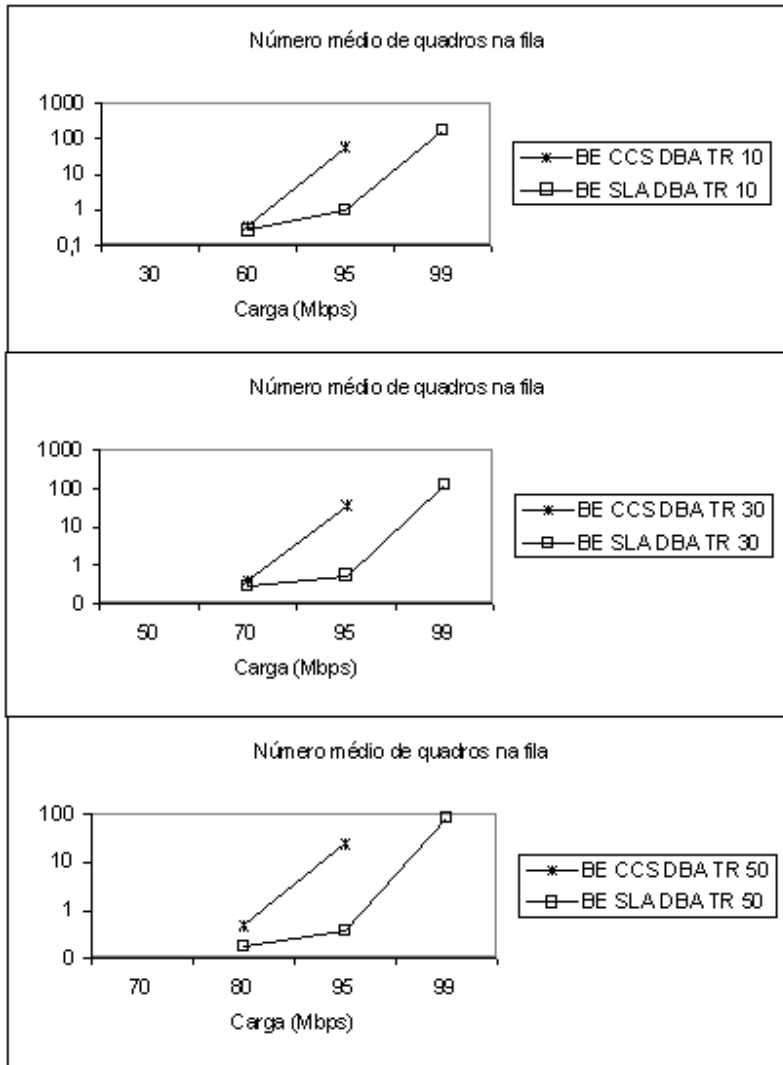 Número médio de quadros na fila
1000
100
10
1
0,1
30 60 95 99
Carga (Mbps)
BE CCS DBA TR 10
BE SLA DBA TR 10
Número médio de quadros na fila
1000
100
10
1
0
50 70 95 99
Carga (Mbps)
BE CCS DBA TR 30
BE SLA DBA TR 30
Número médio de quadros na fila
100
10
1
0
70 80 95 99
Carga (Mbps)
BE CCS DBA TR 50
BE SLA DBA TR 50